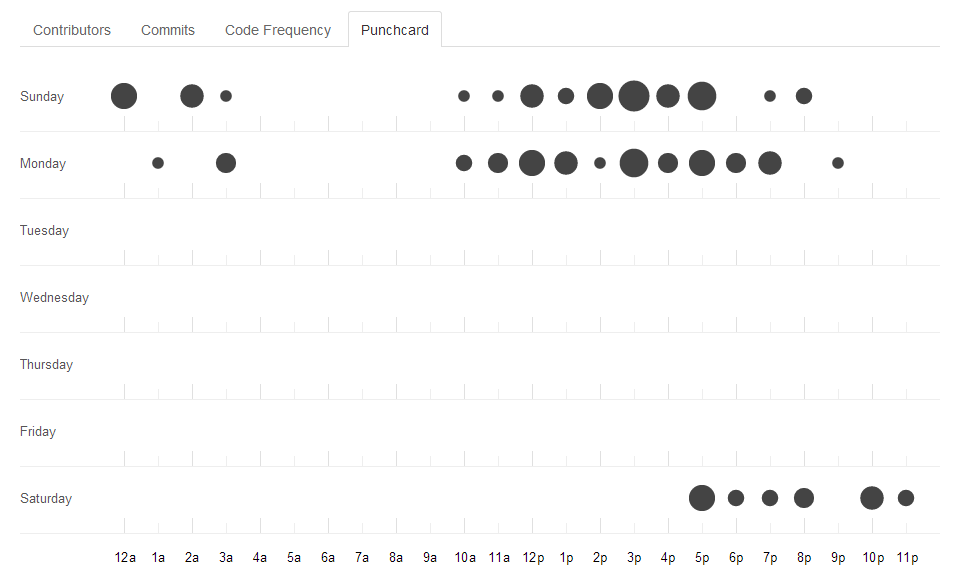 Contributors Commits Code Frequency Punchcard
Sunday
Monday
Tuesday
Wednesday
Thursday
Friday
Saturday
12a 1a 2a 3a 4a 5a 6a 7a 8a 9a 10a 11a 12p 1p 2p 3p 4p 5p 6p 7p 8p 9p 10p 11p